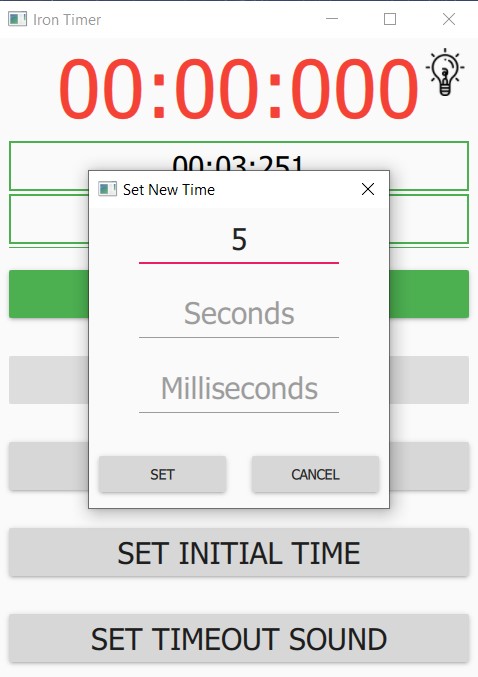 Iron Timer
00:00:000
00:03:251
Set New Time
5
Seconds
Milliseconds
SET
CANCEL
SET INITIAL TIME
SET TIMEOUT SOUND